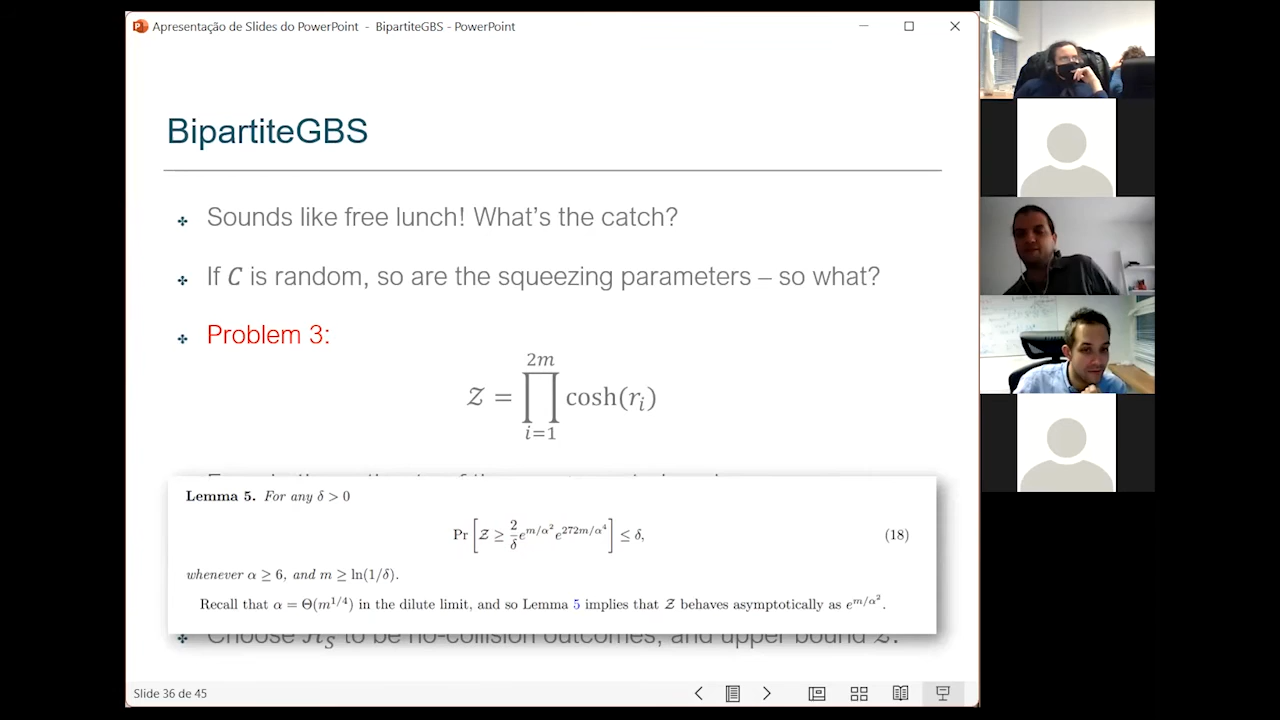 Apresentação de Slides do PowerPoint - BipartiteGBS - PowerPoint
BipartiteGBS
Sounds like free lunch! What's the catch?
If C is random, so are the squeezing parameters – so what?
Problem 3:
𝒵 = ∏_{i=1}^{2m} cosh(r_i)
Lemma 5. For any δ > 0
Pr [𝒵 ≥ 2/δ e^{m/α²} e^{272m/α⁴}] ≤ δ, (18)
whenever α ≥ 6, and m ≥ ln(1/δ).
Recall that α = Θ(m^{1/4}) in the dilute limit, and so Lemma 5 implies that 𝒵 behaves asymptotically as e^{m/α²}.
Choose to be no-collision outcomes, and upper bound 𝒵.
Slide 36 de 45